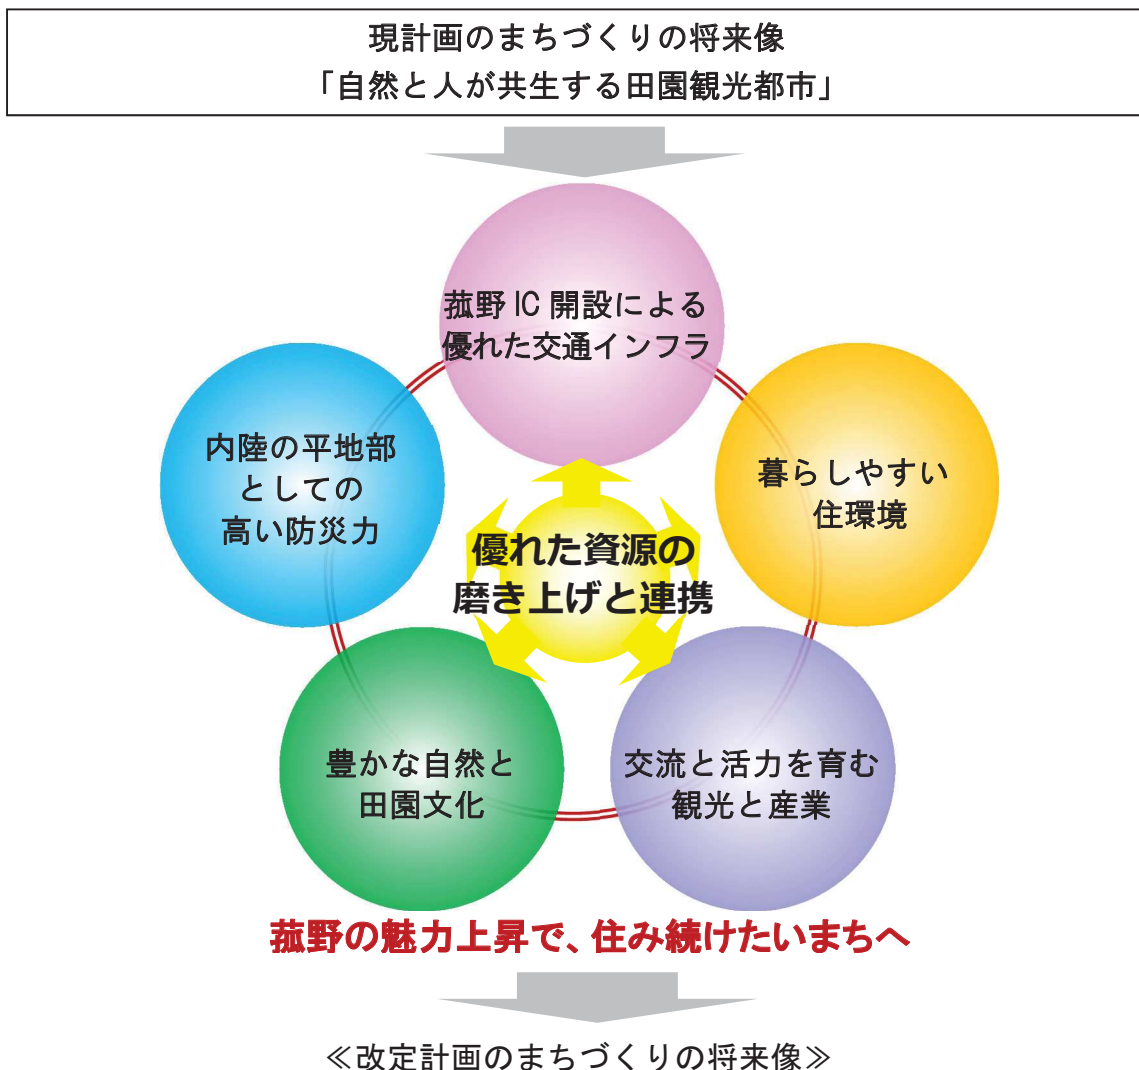 現計画のまちづくりの将来像
「自然と人が共生する田園観光都市」
菰野 IC 開設による
優れた交通インフラ
内陸の平地部
としての
高い防災力
暮らしやすい
住環境
優れた資源の
磨き上げと連携
豊かな自然と
田園文化
交流と活力を育む
観光と産業
菰野の魅力上昇で、住み続けたいまちへ
≪改定計画のまちづくりの将来像≫